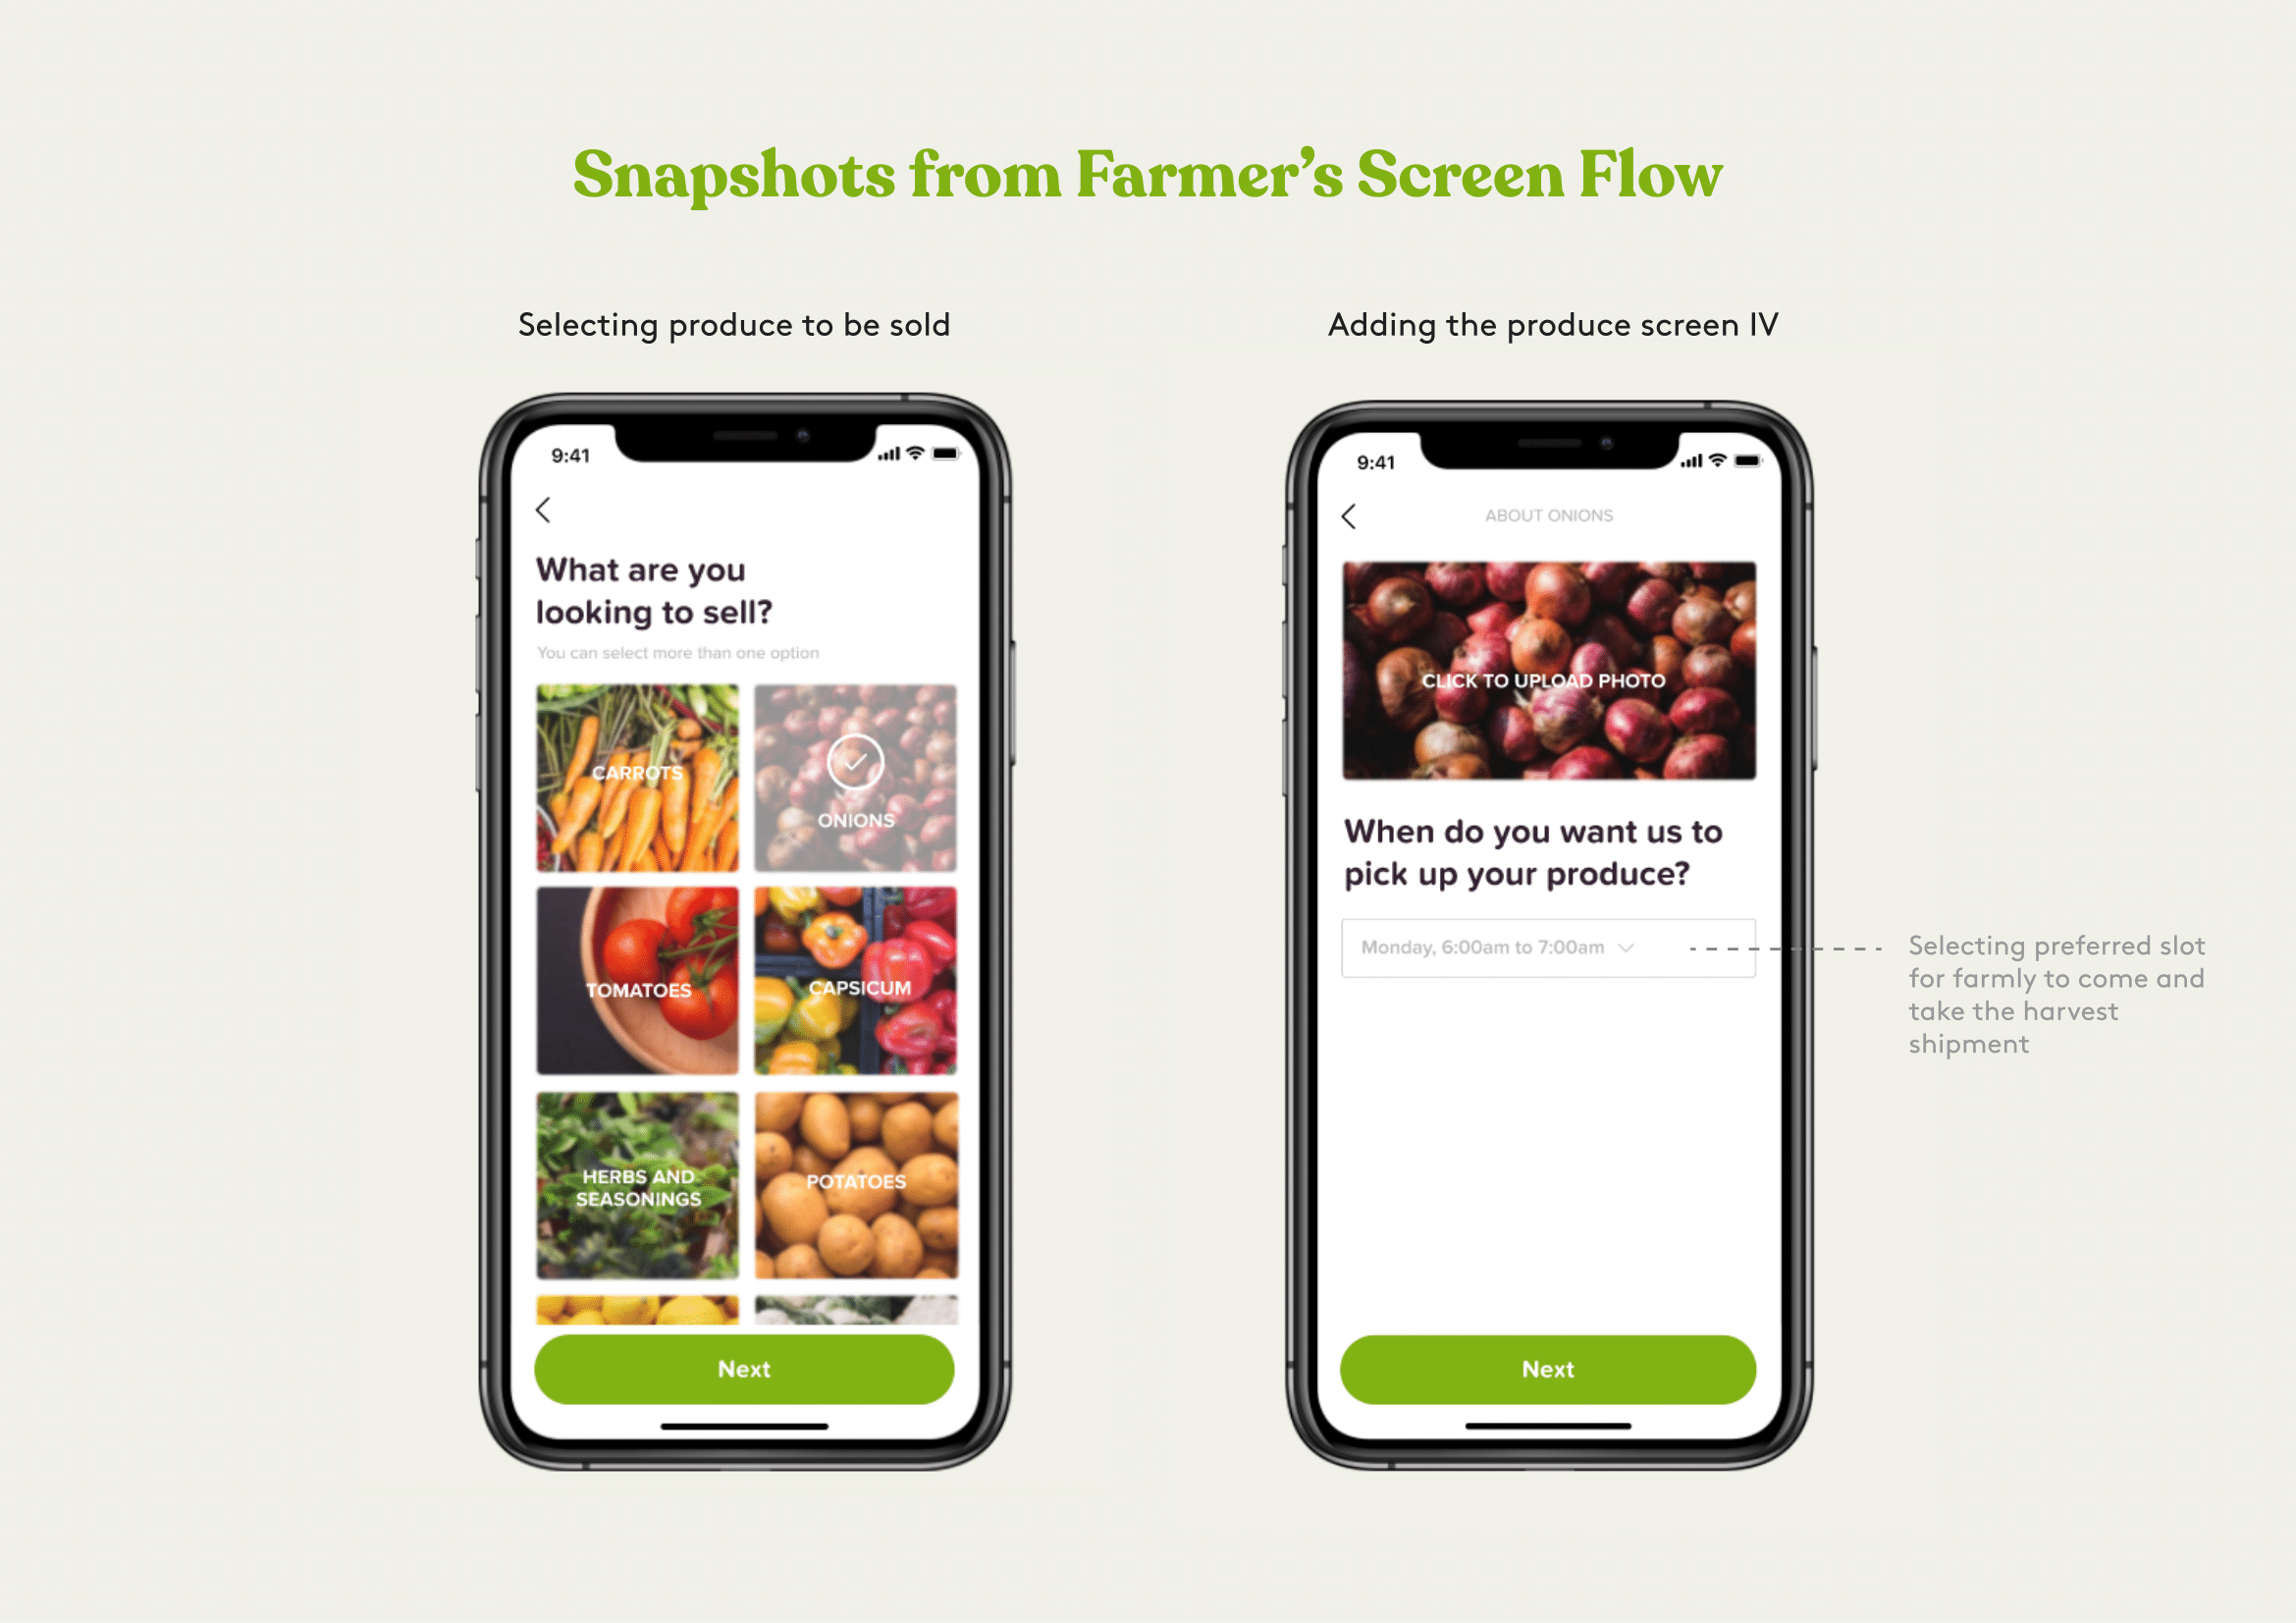 Snapshots from Farmer’s Screen Flow
Selecting produce to be sold
9:41
What are you
looking to sell?
You can select more than one option
CARROTS
ONIONS
TOMATOES
CAPSICUM
HERBS AND
SEASONINGS
POTATOES
Next
Adding the produce screen IV
9:41
ABOUT ONIONS
CLICK TO UPLOAD PHOTO
When do you want us to
pick up your produce?
Monday, 6:00am to 7:00am
Next
Selecting preferred slot
for farmly to come and
take the harvest
shipment